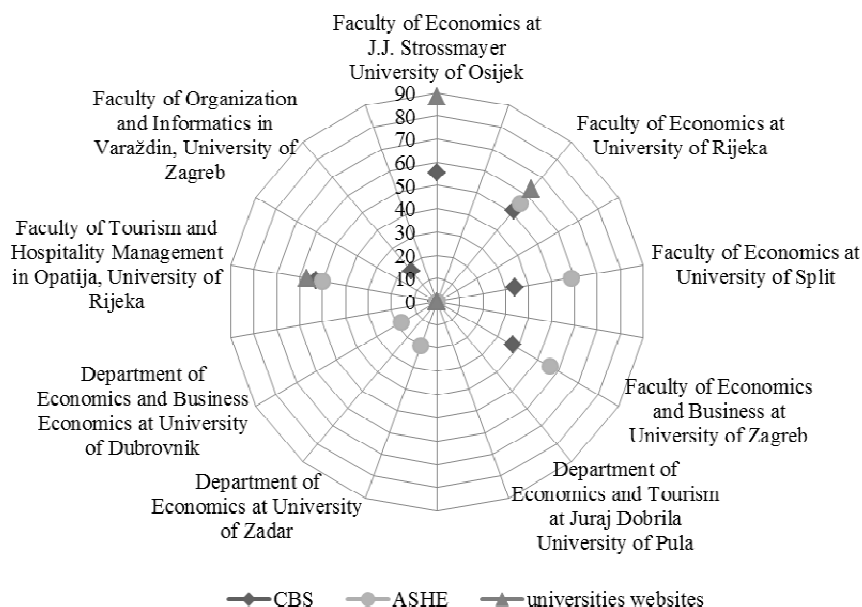 Faculty of Economics at
J.J. Strossmayer
University of Osijek
90
80
70
60
50
40
30
20
10
0
Faculty of Economics at
University of Rijeka
Faculty of Economics at
University of Split
Faculty of Economics
and Business at
University of Zagreb
Department of
Economics and Tourism
at Juraj Dobrila
University of Pula
Department of
Economics at University
of Zadar
Department of
Economics and Business
Economics at University
of Dubrovnik
Faculty of Tourism and
Hospitality Management
in Opatija, University of
Rijeka
Faculty of Organization
and Informatics in
Varaždin, University of
Zagreb
CBS
ASHE
universities websites